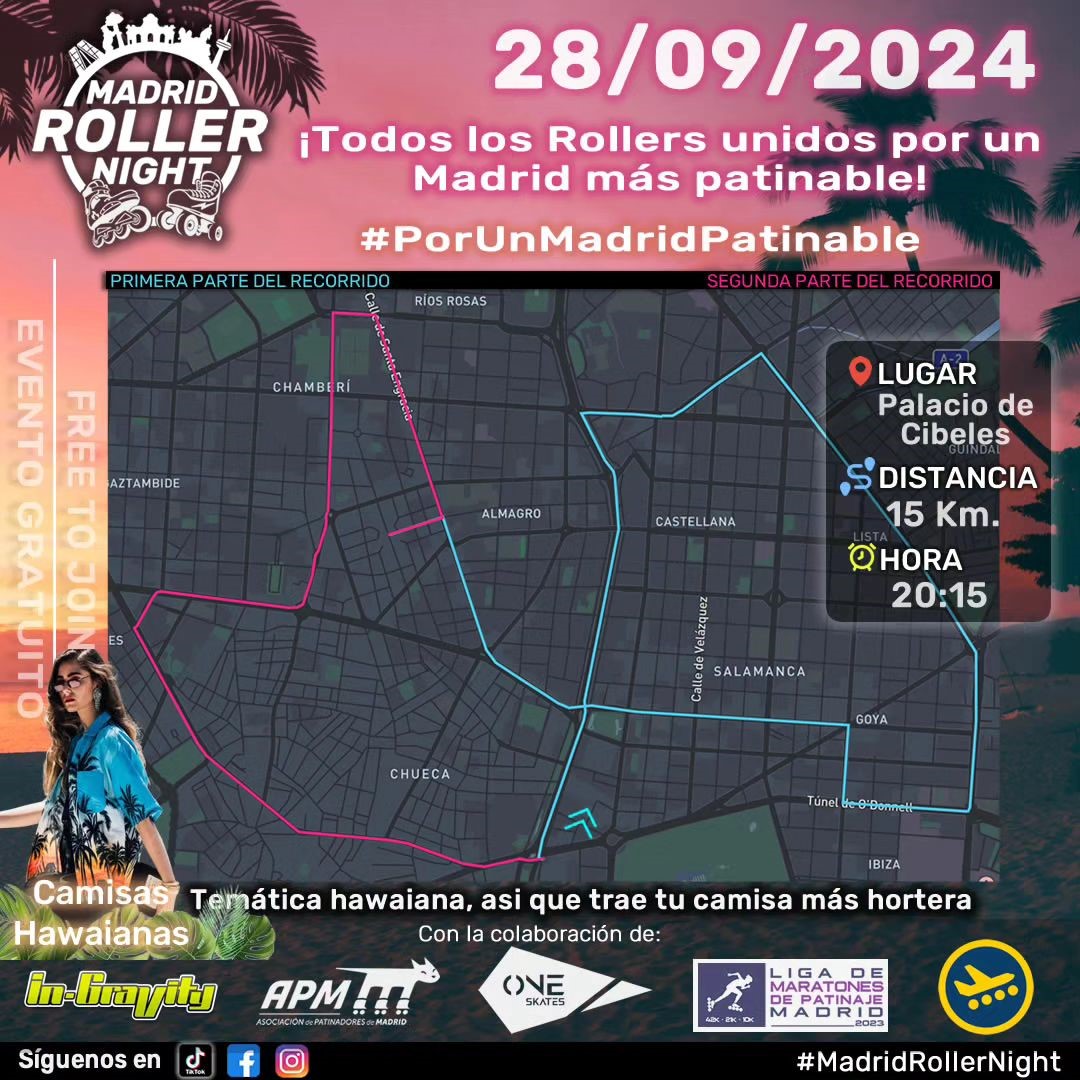 MADRID
ROLLER
NIGHT
28/09/2024
¡Todos los Rollers unidos por un
Madrid más patinable!
#PorUnMadridPatinable
EVENTO GRATUITO
FREE TO JOIN
PRIMERA PARTE DEL RECORRIDO
SEGUNDA PARTE DEL RECORRIDO
RÍOS ROSAS
Calle de Santa Engracia
CHAMBERÍ
A-2
LUGAR
Palacio de
Cibeles
GUINDAL
DISTANCIA
15 Km.
LISTA
HORA
20:15
GAZTAMBIDE
ALMAGRO
CASTELLANA
Calle de Velázquez
ES
SALAMANCA
GOYA
CHUECA
Túnel de O'Donnell
IBIZA
Camisas
Hawaianas
Temática hawaiana, asi que trae tu camisa más hortera
Con la colaboración de:
in-Gravity
APM
ASOCIACIÓN DE PATINADORES DE MADRID
ONE
SKATES
LIGA DE
MARATONES
DE PATINAJE
MADRID
2023
42K - 21K - 10K
Síguenos en
TikTok
#MadridRollerNight